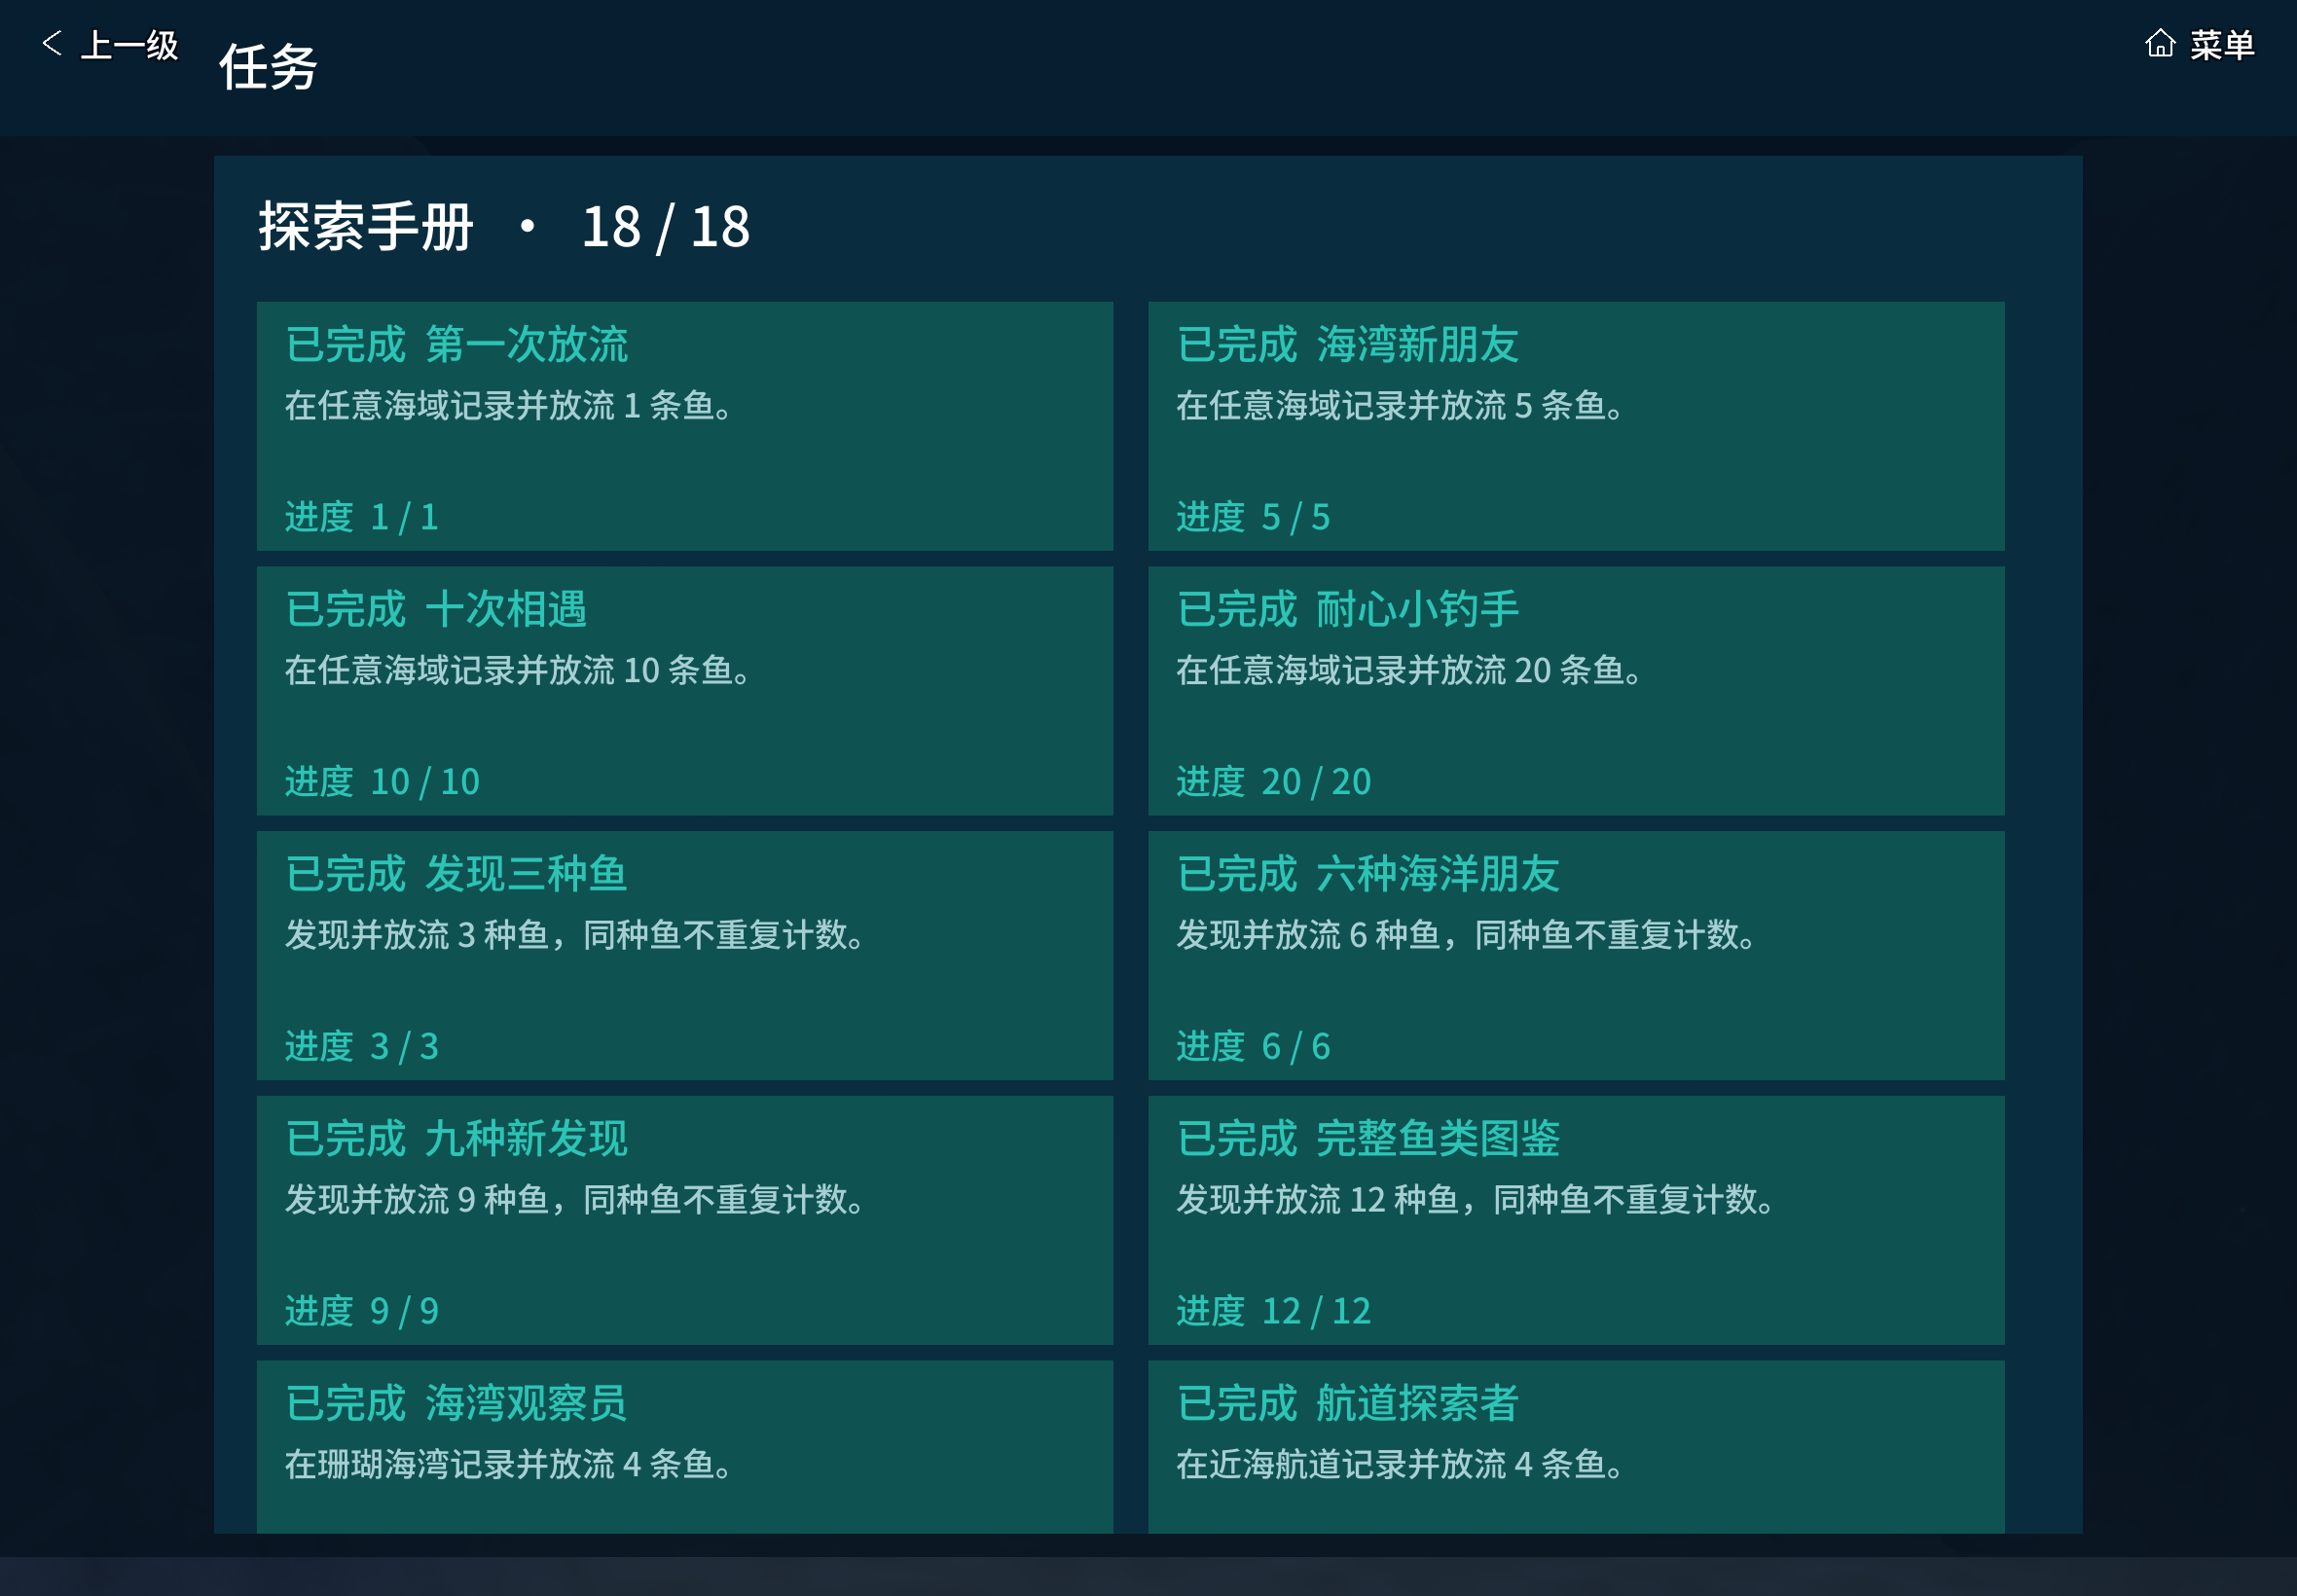 上一级
任务
菜单
探索手册 · 18 / 18
已完成 第一次放流
在任意海域记录并放流 1 条鱼。
进度 1 / 1
已完成 海湾新朋友
在任意海域记录并放流 5 条鱼。
进度 5 / 5
已完成 十次相遇
在任意海域记录并放流 10 条鱼。
进度 10 / 10
已完成 耐心小钓手
在任意海域记录并放流 20 条鱼。
进度 20 / 20
已完成 发现三种鱼
发现并放流 3 种鱼，同种鱼不重复计数。
进度 3 / 3
已完成 六种海洋朋友
发现并放流 6 种鱼，同种鱼不重复计数。
进度 6 / 6
已完成 九种新发现
发现并放流 9 种鱼，同种鱼不重复计数。
进度 9 / 9
已完成 完整鱼类图鉴
发现并放流 12 种鱼，同种鱼不重复计数。
进度 12 / 12
已完成 海湾观察员
在珊瑚海湾记录并放流 4 条鱼。
已完成 航道探索者
在近海航道记录并放流 4 条鱼。